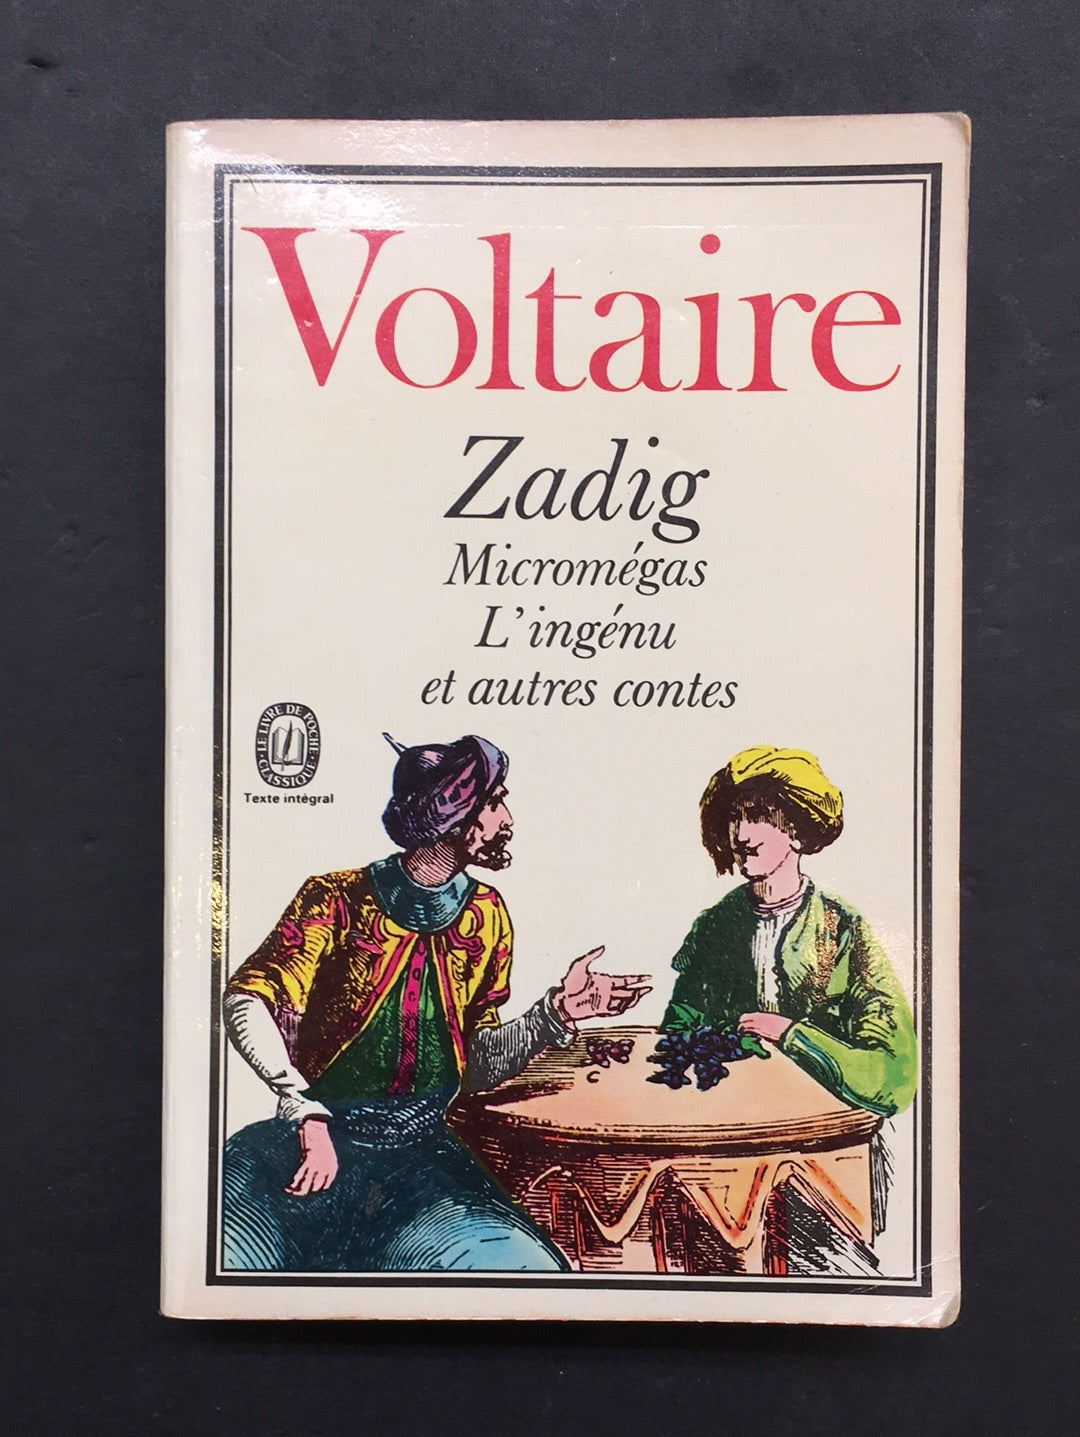 Voltaire
Zadig
Micromégas
L'ingénu
et autres contes
LE LIVRE DE POCHE
CLASSIQUE
Texte intégral